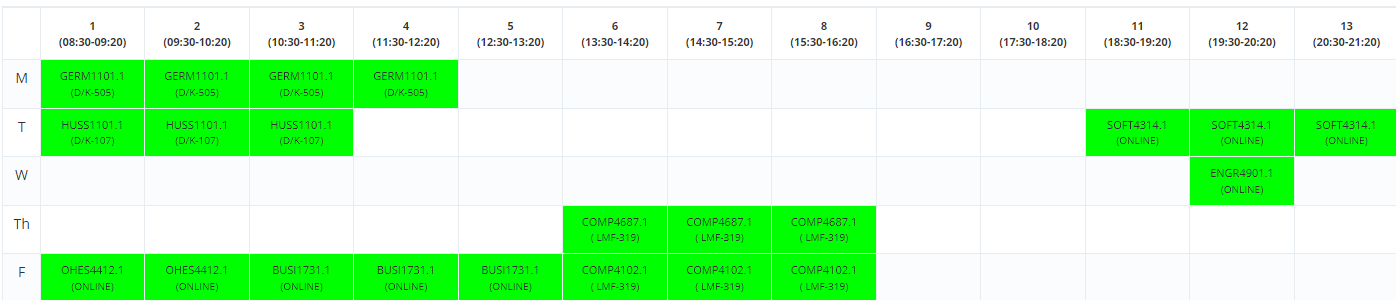 1 2 3 4 5 6 7 8 9 10 11 12 13
(08:30-09:20) (09:30-10:20) (10:30-11:20) (11:30-12:20) (12:30-13:20) (13:30-14:20) (14:30-15:20) (15:30-16:20) (16:30-17:20) (17:30-18:20) (18:30-19:20) (19:30-20:20) (20:30-21:20)
M GERM1101.1 GERM1101.1 GERM1101.1 GERM1101.1
(D/K-505) (D/K-505) (D/K-505) (D/K-505)
T HUSS1101.1 HUSS1101.1 HUSS1101.1 SOFT4314.1 SOFT4314.1 SOFT4314.1
(D/K-107) (D/K-107) (D/K-107) (ONLINE) (ONLINE) (ONLINE)
W ENGR4901.1
(ONLINE)
Th COMP4687.1 COMP4687.1 COMP4687.1
( LMF-319) ( LMF-319) ( LMF-319)
F OHES4412.1 OHES4412.1 BUSI1731.1 BUSI1731.1 BUSI1731.1 COMP4102.1 COMP4102.1 COMP4102.1
(ONLINE) (ONLINE) (ONLINE) (ONLINE) (ONLINE) ( LMF-319) ( LMF-319) ( LMF-319)